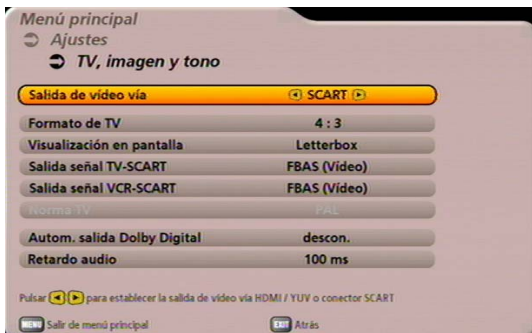 Menú principal
Ajustes
TV, imagen y tono
Salida de vídeo vía SCART
Formato de TV 4 : 3
Visualización en pantalla Letterbox
Salida señal TV-SCART FBAS (Vídeo)
Salida señal VCR-SCART FBAS (Vídeo)
Norma TV PAL
Autom. salida Dolby Digital descon.
Retardo audio 100 ms
Pulsar para establecer la salida de vídeo vía HDMI / YUV o conector SCART
MENU Salir de menú principal EXIT Atrás